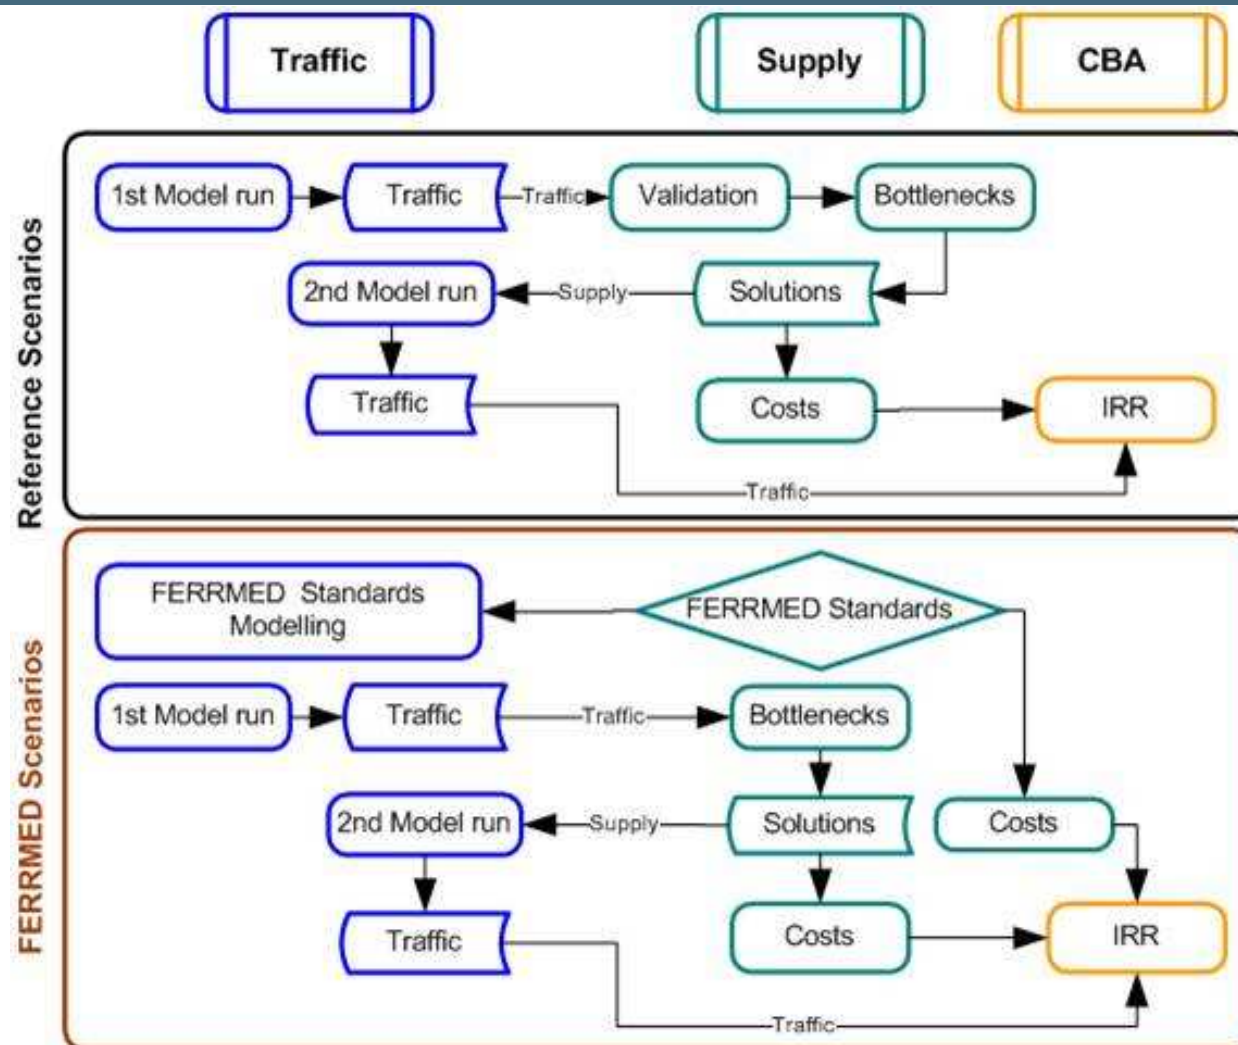 Traffic
Supply
CBA
Reference Scenarios
1st Model run
Traffic
Traffic
Validation
Bottlenecks
2nd Model run
Supply
Solutions
Traffic
Costs
IRR
Traffic
FERRMED Scenarios
FERRMED Standards
Modelling
FERRMED Standards
1st Model run
Traffic
Traffic
Bottlenecks
2nd Model run
Supply
Solutions
Costs
Traffic
Costs
IRR
Traffic